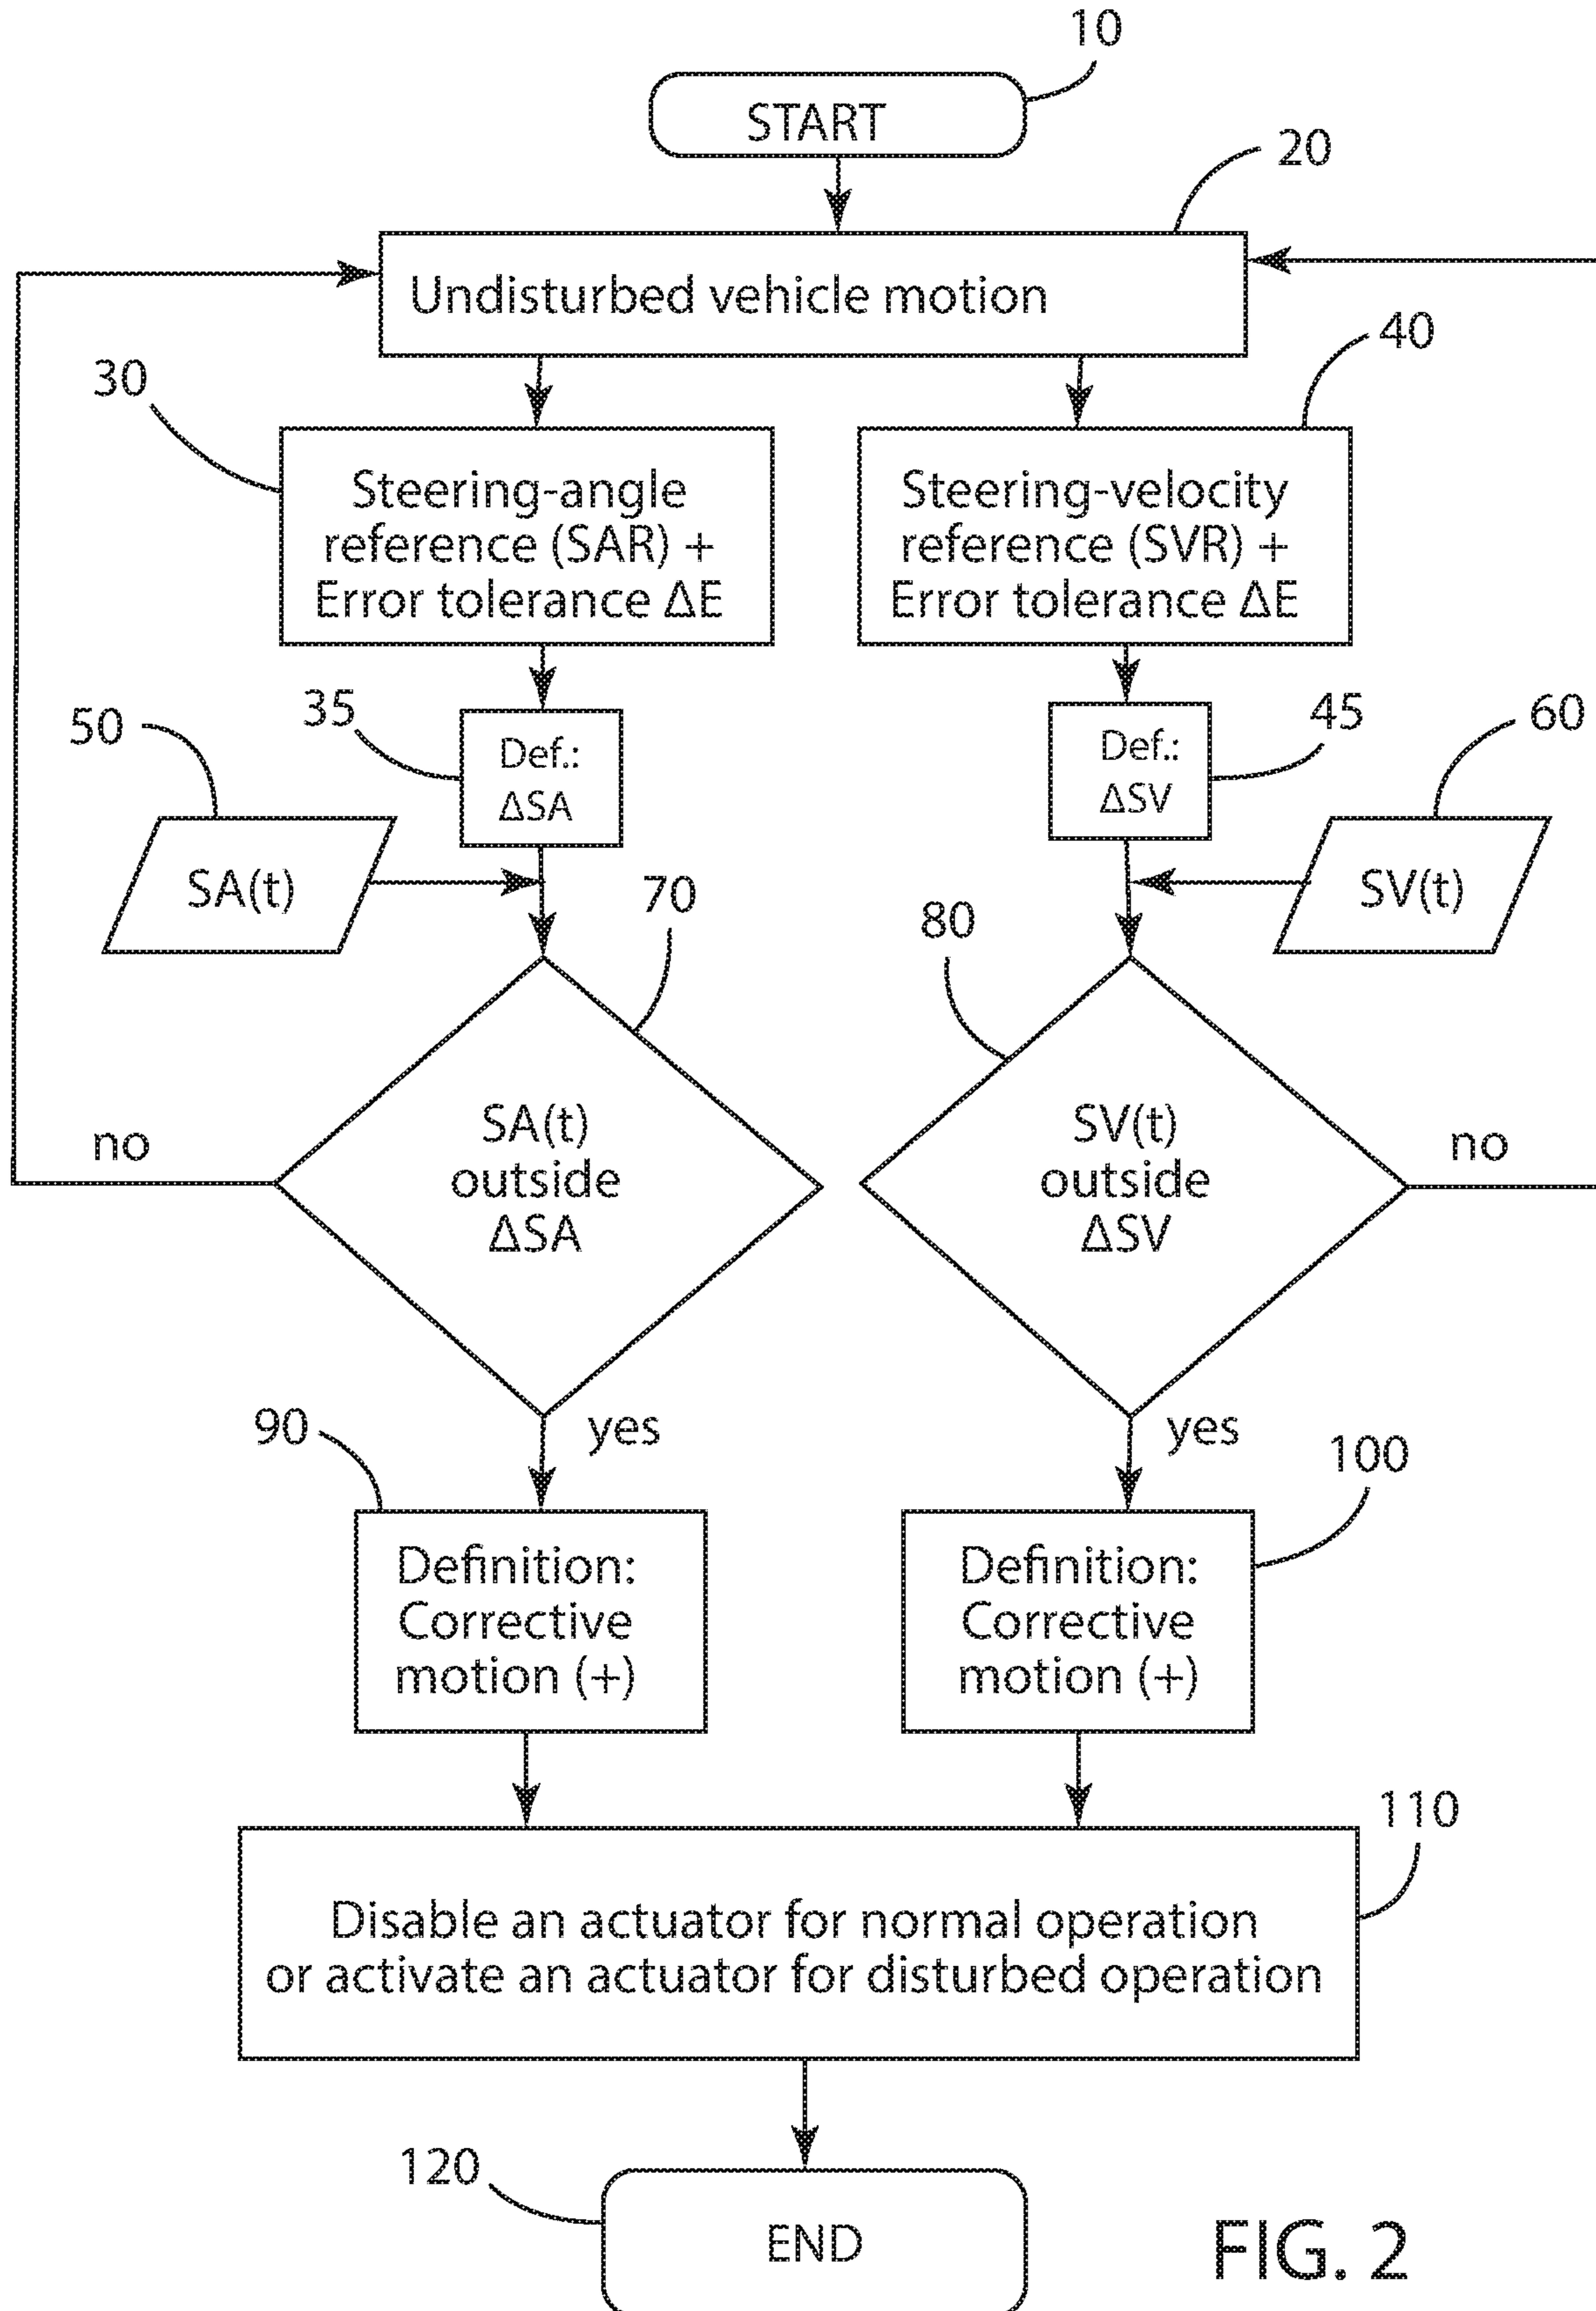 10
START
20
Undisturbed vehicle motion
30
40
Steering-angle
reference (SAR) +
Error tolerance ΔE
Steering-velocity
reference (SVR) +
Error tolerance ΔE
50
35
Def.:
ΔSA
Def.:
ΔSV
45
60
SA(t)
SV(t)
70
80
no
SA(t)
outside
ΔSA
SV(t)
outside
ΔSV
no
90
yes
yes
100
Definition:
Corrective
motion (+)
Definition:
Corrective
motion (+)
110
Disable an actuator for normal operation
or activate an actuator for disturbed operation
120
END
FIG. 2